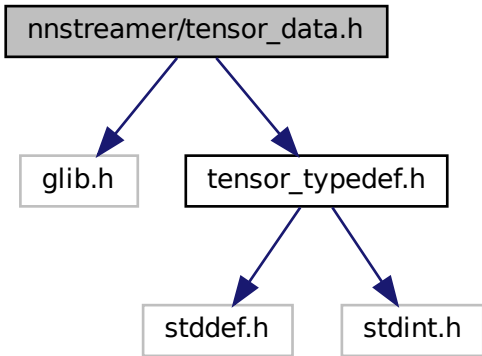 nnstreamer/tensor_data.h
glib.h
tensor_typedef.h
stddef.h
stdint.h